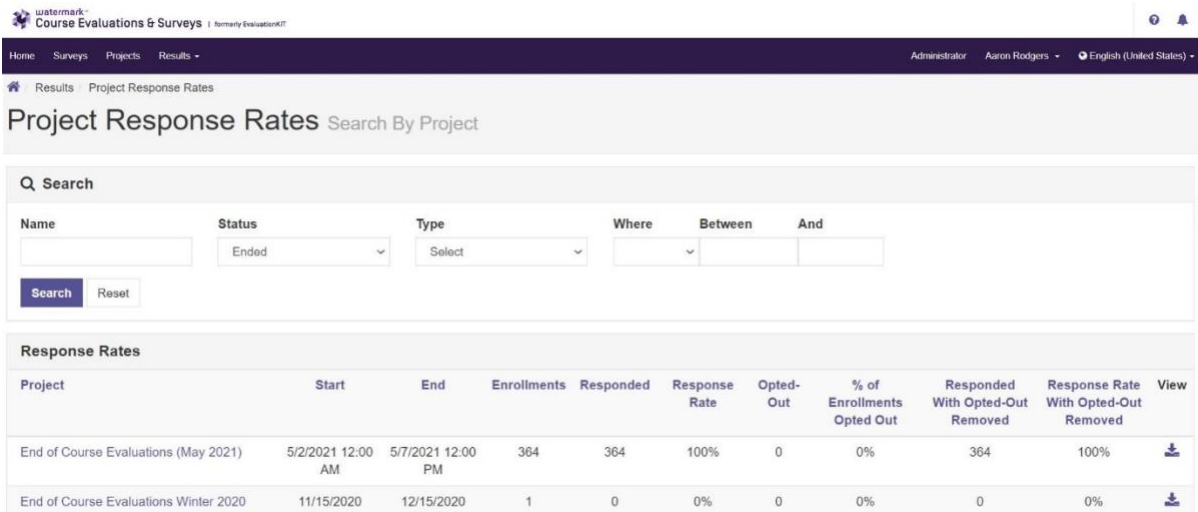 watermark™
Course Evaluations & Surveys | formerly EvaluationKIT
Home Surveys Projects Results Administrator Aaron Rodgers English (United States)
Results / Project Response Rates
Project Response Rates Search By Project
Search
Name Status Type Where Between And
Ended Select
Search Reset
Response Rates
Project Start End Enrollments Responded Response Rate Opted-Out % of Enrollments Opted Out Responded With Opted-Out Removed Response Rate With Opted-Out Removed View
End of Course Evaluations (May 2021) 5/2/2021 12:00 AM 5/7/2021 12:00 PM 364 364 100% 0 0% 364 100%
End of Course Evaluations Winter 2020 11/15/2020 12/15/2020 1 0 0% 0 0% 0 0%